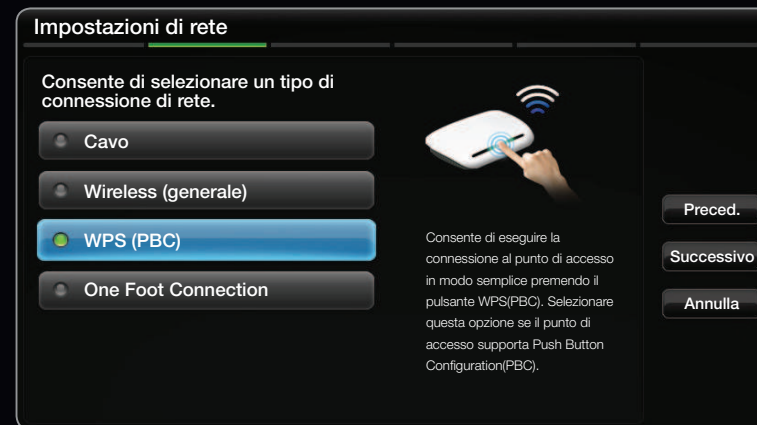 Impostazioni di rete
Consente di selezionare un tipo di
connessione di rete.
Cavo
Wireless (generale)
WPS (PBC)
One Foot Connection
Consente di eseguire la
connessione al punto di accesso
in modo semplice premendo il
pulsante WPS(PBC). Selezionare
questa opzione se il punto di
accesso supporta Push Button
Configuration(PBC).
Preced.
Successivo
Annulla